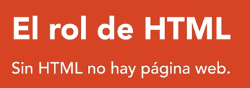 El rol de HTML
Sin HTML no hay página web.